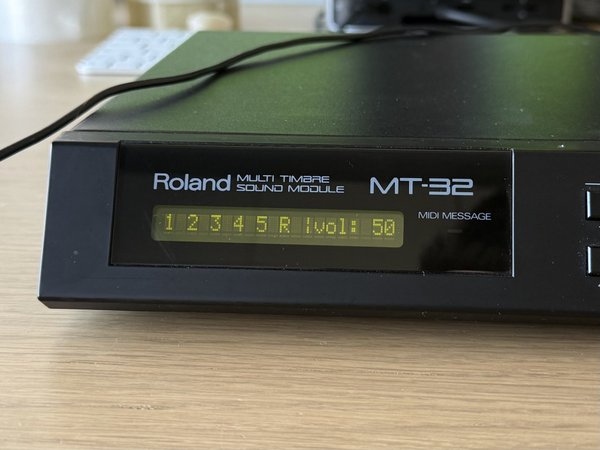 Roland MULTI TIMBRE SOUND MODULE MT-32
MIDI MESSAGE
1 2 3 4 5 R |vol: 50